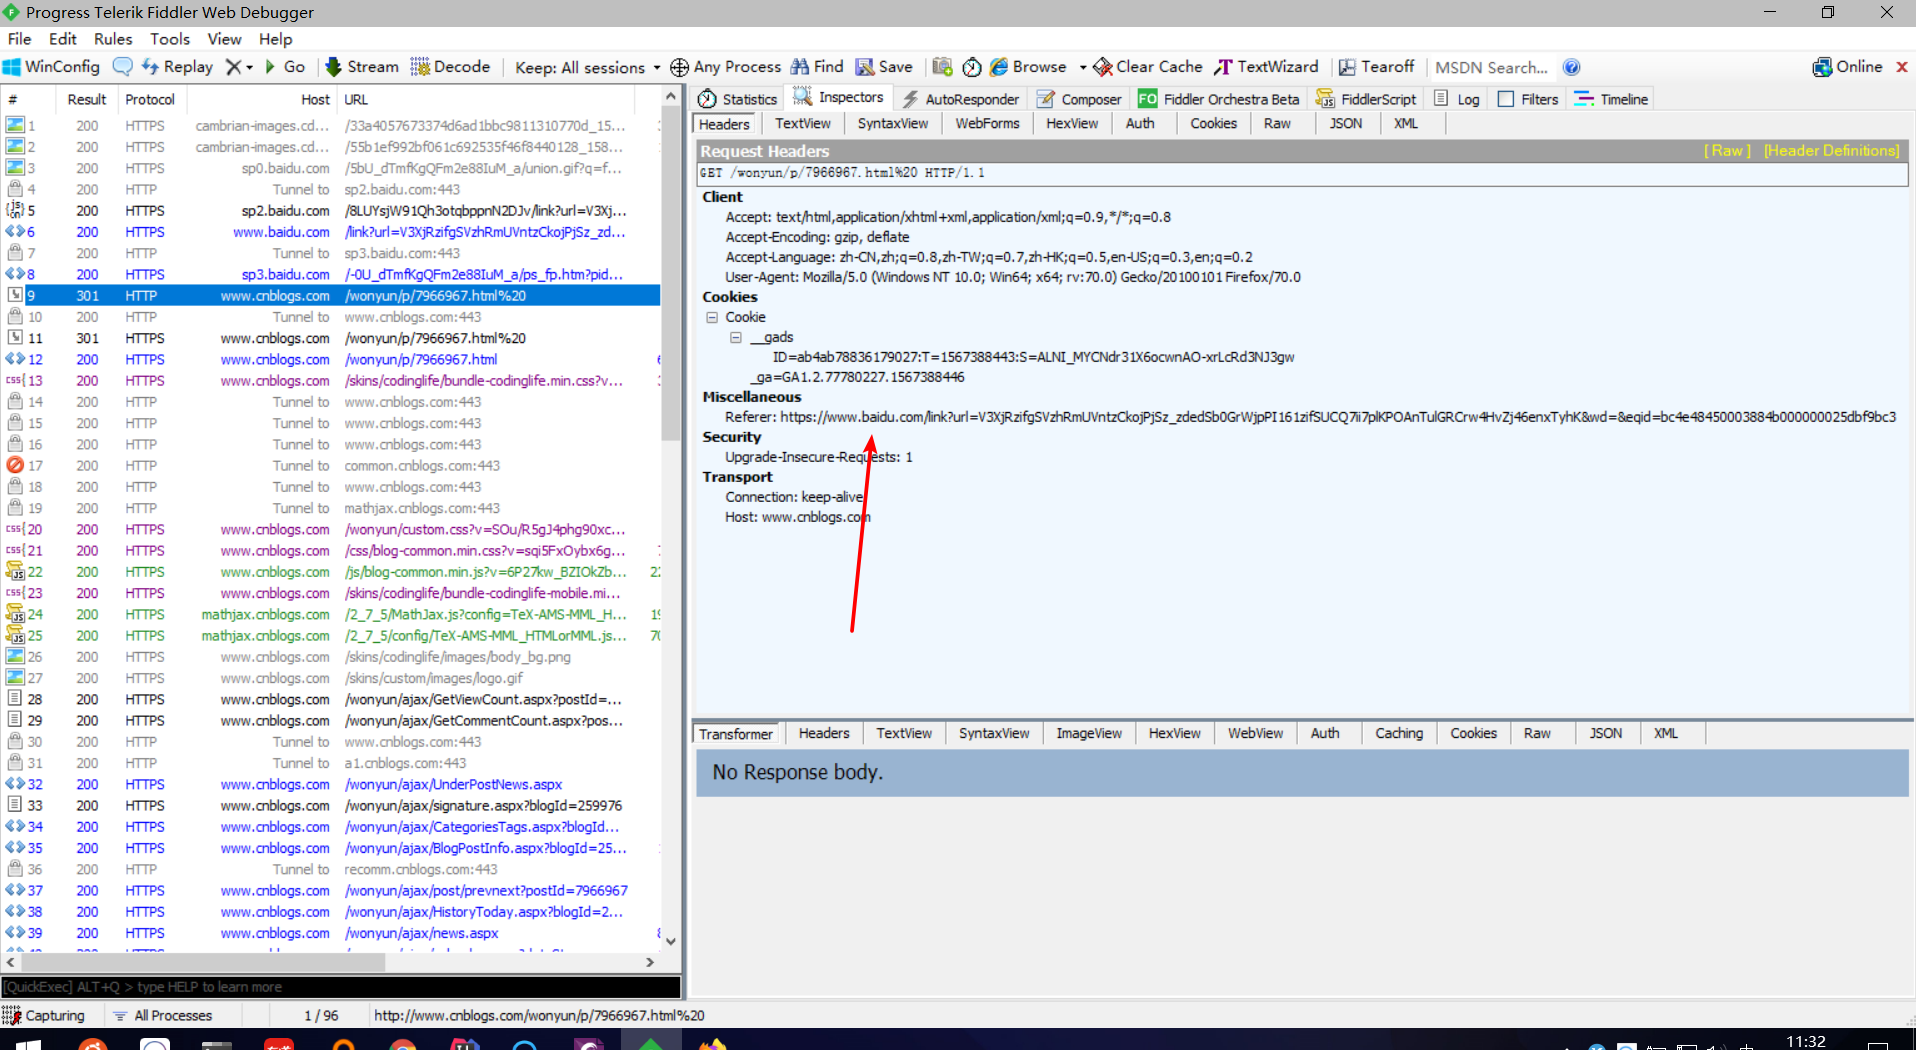 Progress Telerik Fiddler Web Debugger
File Edit Rules Tools View Help
WinConfig Replay Go Stream Decode Keep: All sessions Any Process Find Save Browse Clear Cache TextWizard Tearoff MSDN Search... Online
# Result Protocol Host URL
1 200 HTTPS cambrian-images.cd... /33a4057673374d6ad1bbc9811310770d_15...
2 200 HTTPS cambrian-images.cd... /55b1ef992bf061c692535f46f8440128_158...
3 200 HTTPS sp0.baidu.com /5bU_dTmfKgQFm2e88IuM_a/union.gif?q=f...
4 200 HTTP Tunnel to sp2.baidu.com:443
5 200 HTTPS sp2.baidu.com /8LUYsjW91Qh3otqbppnN2DJv/link?url=V3Xj...
6 200 HTTPS www.baidu.com /link?url=V3XjRzifgSVzhRmUVntzCkojPjSz_zd...
7 200 HTTP Tunnel to sp3.baidu.com:443
8 200 HTTPS sp3.baidu.com /-0U_dTmfKgQFm2e88IuM_a/ps_fp.htm?pid...
9 301 HTTP www.cnblogs.com /wonyun/p/7966967.html%20
10 200 HTTP Tunnel to www.cnblogs.com:443
11 301 HTTPS www.cnblogs.com /wonyun/p/7966967.html%20
12 200 HTTPS www.cnblogs.com /wonyun/p/7966967.html
13 200 HTTPS www.cnblogs.com /skins/codinglife/bundle-codinglife.min.css?v...
14 200 HTTP Tunnel to www.cnblogs.com:443
15 200 HTTP Tunnel to www.cnblogs.com:443
16 200 HTTP Tunnel to www.cnblogs.com:443
17 200 HTTP Tunnel to common.cnblogs.com:443
18 200 HTTP Tunnel to www.cnblogs.com:443
19 200 HTTP Tunnel to mathjax.cnblogs.com:443
20 200 HTTPS www.cnblogs.com /wonyun/custom.css?v=SOu/R5gJ4phg90xc...
21 200 HTTPS www.cnblogs.com /css/blog-common.min.css?v=sqi5FxOybx6g...
22 200 HTTPS www.cnblogs.com /js/blog-common.min.js?v=6P27kw_BZIOkZb...
23 200 HTTPS www.cnblogs.com /skins/codinglife/bundle-codinglife-mobile.mi...
24 200 HTTPS mathjax.cnblogs.com /2_7_5/MathJax.js?config=TeX-AMS-MML_H...
25 200 HTTPS mathjax.cnblogs.com /2_7_5/config/TeX-AMS-MML_HTMLorMML.js...
26 200 HTTPS www.cnblogs.com /skins/codinglife/images/body_bg.png
27 200 HTTPS www.cnblogs.com /skins/custom/images/logo.gif
28 200 HTTPS www.cnblogs.com /wonyun/ajax/GetViewCount.aspx?postId=...
29 200 HTTPS www.cnblogs.com /wonyun/ajax/GetCommentCount.aspx?pos...
30 200 HTTP Tunnel to www.cnblogs.com:443
31 200 HTTP Tunnel to a1.cnblogs.com:443
32 200 HTTPS www.cnblogs.com /wonyun/ajax/UnderPostNews.aspx
33 200 HTTPS www.cnblogs.com /wonyun/ajax/signature.aspx?blogId=259976
34 200 HTTPS www.cnblogs.com /wonyun/ajax/CategoriesTags.aspx?blogId...
35 200 HTTPS www.cnblogs.com /wonyun/ajax/BlogPostInfo.aspx?blogId=25...
36 200 HTTP Tunnel to recomm.cnblogs.com:443
37 200 HTTPS www.cnblogs.com /wonyun/ajax/post/prevnext?postId=7966967
38 200 HTTPS www.cnblogs.com /wonyun/ajax/HistoryToday.aspx?blogId=2...
39 200 HTTPS www.cnblogs.com /wonyun/ajax/news.aspx
[QuickExec] ALT+Q > type HELP to learn more
Capturing All Processes 1 / 96 http://www.cnblogs.com/wonyun/p/7966967.html%20
Statistics Inspectors AutoResponder Composer FO Fiddler Orchestra Beta FiddlerScript Log Filters Timeline
Headers TextView SyntaxView WebForms HexView Auth Cookies Raw JSON XML
Request Headers [ Raw ] [Header Definitions]
GET /wonyun/p/7966967.html%20 HTTP/1.1
Client
Accept: text/html,application/xhtml+xml,application/xml;q=0.9,*/*;q=0.8
Accept-Encoding: gzip, deflate
Accept-Language: zh-CN,zh;q=0.8,zh-TW;q=0.7,zh-HK;q=0.5,en-US;q=0.3,en;q=0.2
User-Agent: Mozilla/5.0 (Windows NT 10.0; Win64; x64; rv:70.0) Gecko/20100101 Firefox/70.0
Cookies
Cookie
__gads
ID=ab4ab78836179027:T=1567388443:S=ALNI_MYCNdr31X6ocwnAO-xrLcRd3NJ3gw
_ga=GA1.2.77780227.1567388446
Miscellaneous
Referer: https://www.baidu.com/link?url=V3XjRzifgSVzhRmUVntzCkojPjSz_zdedSb0GrWjpPI161zifSUCQ7ii7plKPOAnTulGRCrw4HvZj46enxTyhK&wd=&eqid=bc4e48450003884b000000025dbf9bc3
Security
Upgrade-Insecure-Requests: 1
Transport
Connection: keep-alive
Host: www.cnblogs.com
Transformer Headers TextView SyntaxView ImageView HexView WebView Auth Caching Cookies Raw JSON XML
No Response body.
11:32